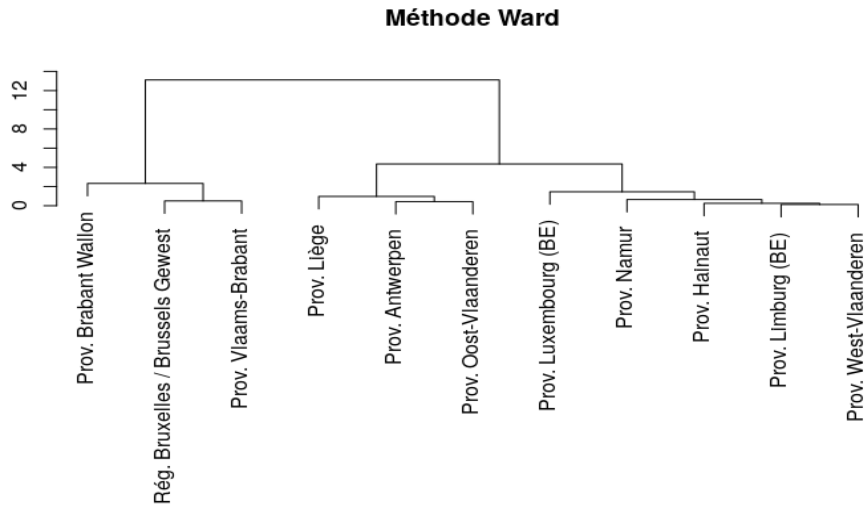 Méthode Ward
12
8
4
0
Prov. Brabant Wallon
Rég. Bruxelles / Brussels Gewest
Prov. Vlaams-Brabant
Prov. Liège
Prov. Antwerpen
Prov. Oost-Vlaanderen
Prov. Luxembourg (BE)
Prov. Namur
Prov. Hainaut
Prov. Limburg (BE)
Prov. West-Vlaanderen